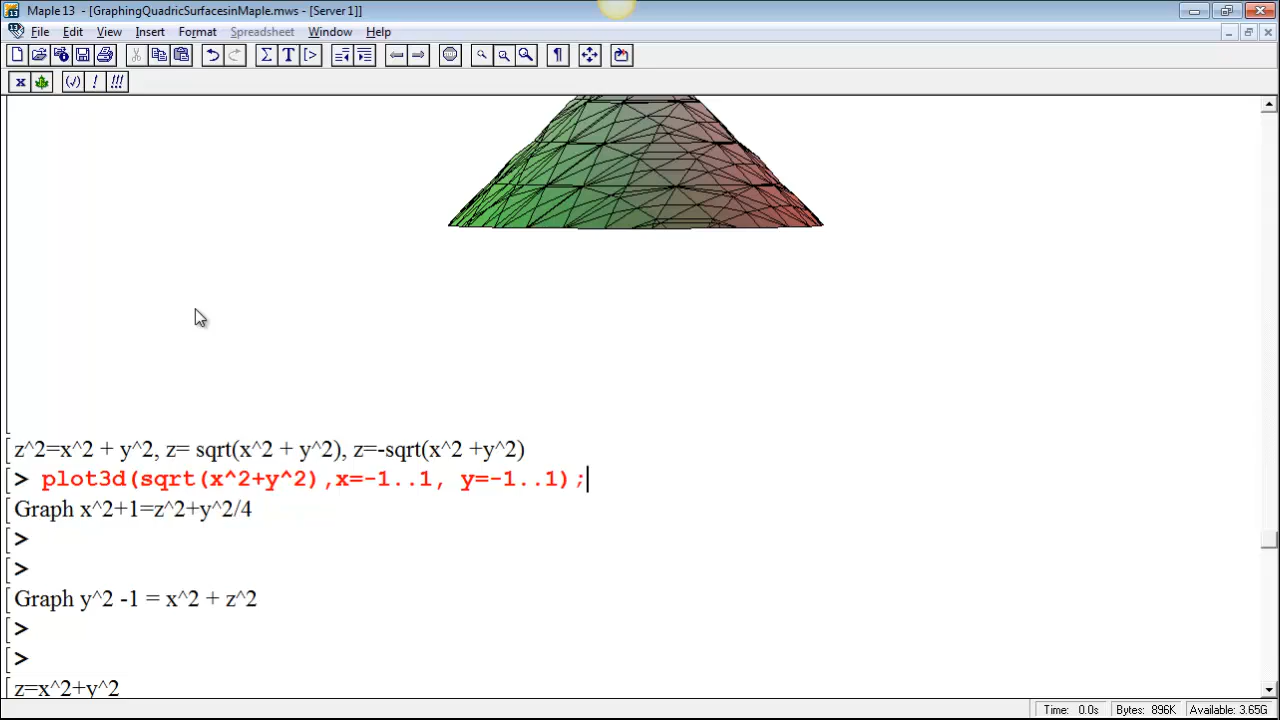 Maple 13 - [GraphingQuadricSurfacesinMaple.mws - [Server 1]]
File Edit View Insert Format Spreadsheet Window Help
z^2=x^2 + y^2, z= sqrt(x^2 + y^2), z=-sqrt(x^2 +y^2)
> plot3d(sqrt(x^2+y^2),x=-1..1, y=-1..1);
Graph x^2+1=z^2+y^2/4
>
>
Graph y^2 -1 = x^2 + z^2
>
>
z=x^2+y^2
Time: 0.0s Bytes: 896K Available: 3.65G